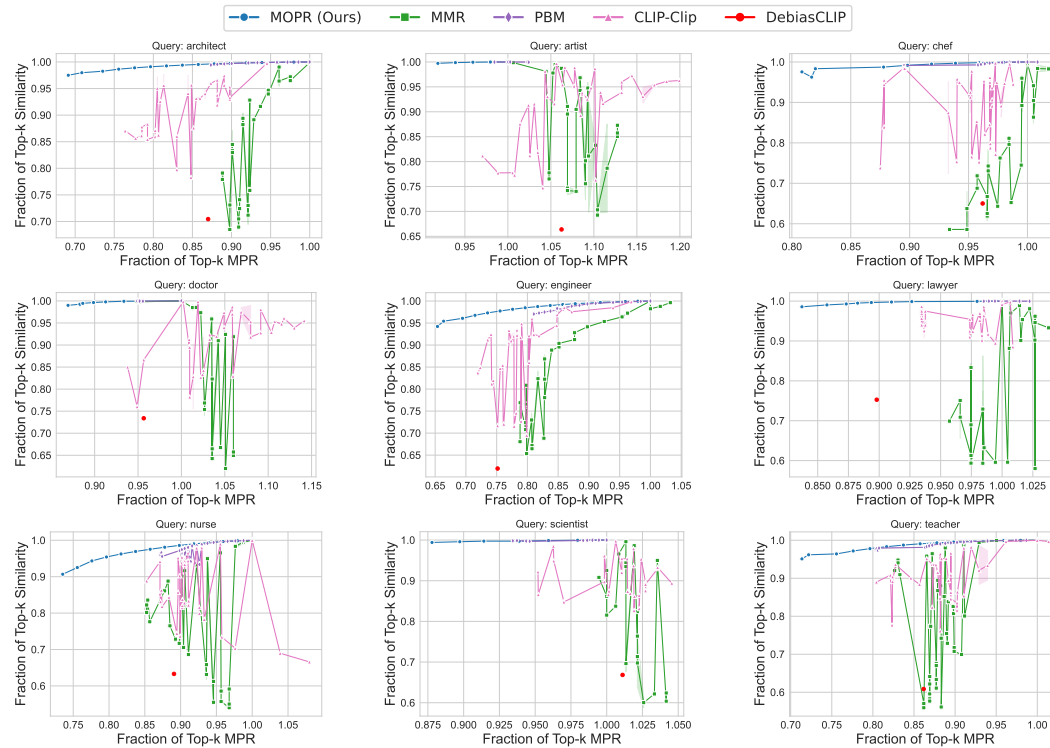 MOPR (Ours) MMR PBM CLIP-Clip DebiasCLIP
Query: architect
Fraction of Top-k Similarity
1.00
0.95
0.90
0.85
0.80
0.75
0.70
0.70 0.75 0.80 0.85 0.90 0.95 1.00
Fraction of Top-k MPR
Query: artist
Fraction of Top-k Similarity
1.00
0.95
0.90
0.85
0.80
0.75
0.70
0.65
0.95 1.00 1.05 1.10 1.15 1.20
Fraction of Top-k MPR
Query: chef
Fraction of Top-k Similarity
1.00
0.90
0.80
0.70
0.60
0.80 0.85 0.90 0.95 1.00
Fraction of Top-k MPR
Query: doctor
Fraction of Top-k Similarity
1.00
0.95
0.90
0.85
0.80
0.75
0.70
0.65
0.90 0.95 1.00 1.05 1.10 1.15
Fraction of Top-k MPR
Query: engineer
Fraction of Top-k Similarity
1.00
0.95
0.90
0.85
0.80
0.75
0.70
0.65
0.65 0.70 0.75 0.80 0.85 0.90 0.95 1.00 1.05
Fraction of Top-k MPR
Query: lawyer
Fraction of Top-k Similarity
1.00
0.90
0.80
0.70
0.60
0.850 0.875 0.900 0.925 0.950 0.975 1.000 1.025
Fraction of Top-k MPR
Query: nurse
Fraction of Top-k Similarity
1.0
0.9
0.8
0.7
0.6
0.75 0.80 0.85 0.90 0.95 1.00 1.05
Fraction of Top-k MPR
Query: scientist
Fraction of Top-k Similarity
1.0
0.9
0.8
0.7
0.6
0.875 0.900 0.925 0.950 0.975 1.000 1.025 1.050
Fraction of Top-k MPR
Query: teacher
Fraction of Top-k Similarity
1.0
0.9
0.8
0.7
0.6
0.70 0.75 0.80 0.85 0.90 0.95 1.00
Fraction of Top-k MPR